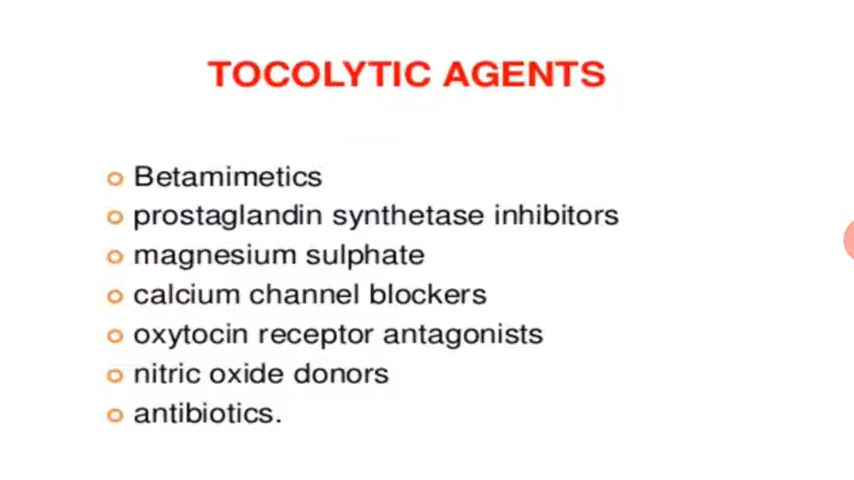 TOCOLYTIC AGENTS
Betamimetics
prostaglandin synthetase inhibitors
magnesium sulphate
calcium channel blockers
oxytocin receptor antagonists
nitric oxide donors
antibiotics.